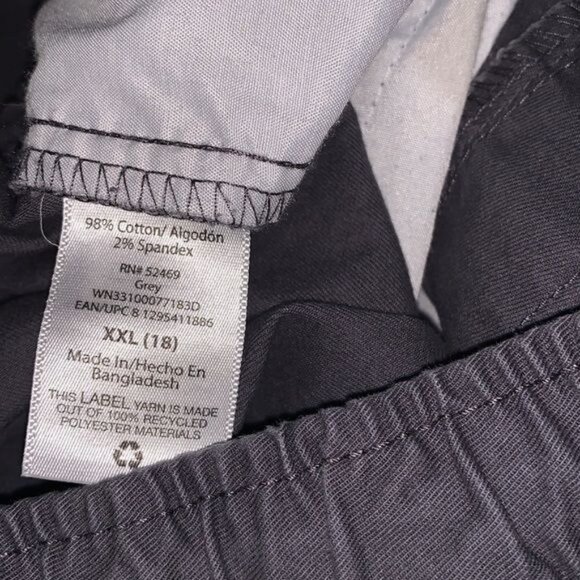 98% Cotton/ Algodón
2% Spandex
RN# 52469
Grey
WN33100077183D
EAN/UPC 8 1295411886
XXL (18)
Made In/Hecho En
Bangladesh
THIS LABEL YARN IS MADE
OUT OF 100% RECYCLED
POLYESTER MATERIALS